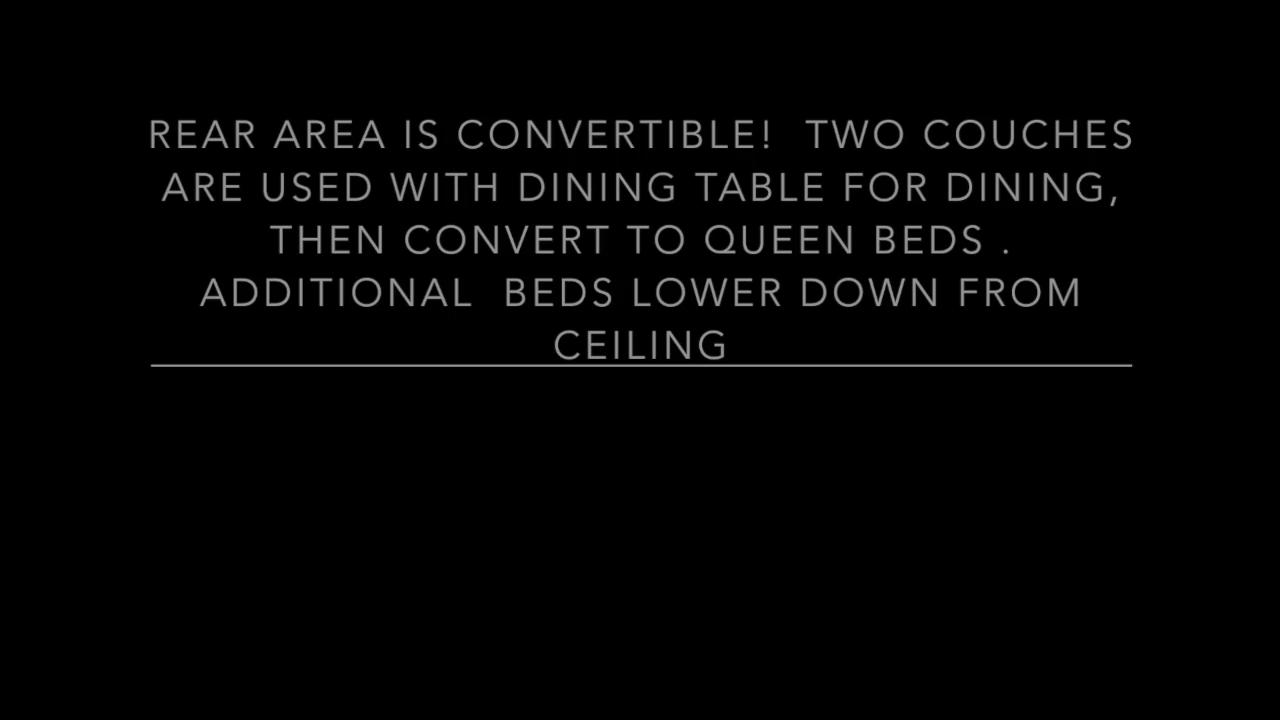 REAR AREA IS CONVERTIBLE!  TWO COUCHES
ARE USED WITH DINING TABLE FOR DINING,
THEN CONVERT TO QUEEN BEDS .
ADDITIONAL  BEDS LOWER DOWN FROM
CEILING